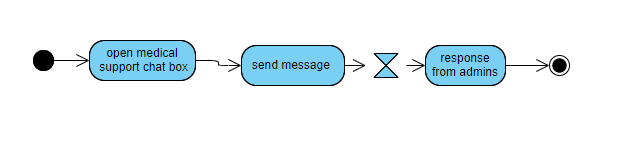 open medical
support chat box
send message
response
from admins